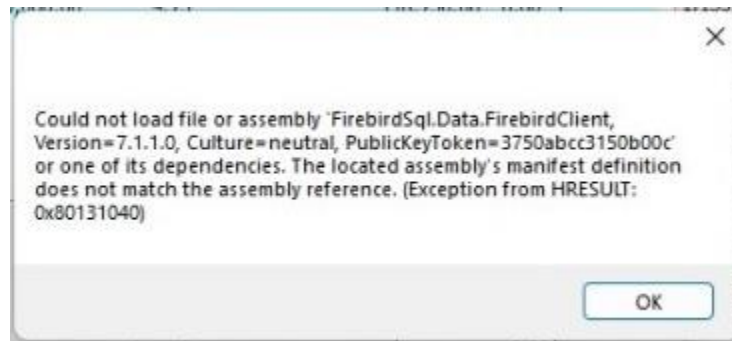 Could not load file or assembly 'FirebirdSql.Data.FirebirdClient,
Version=7.1.1.0, Culture=neutral, PublicKeyToken=3750abcc3150b00c'
or one of its dependencies. The located assembly's manifest definition
does not match the assembly reference. (Exception from HRESULT:
0x80131040)
OK